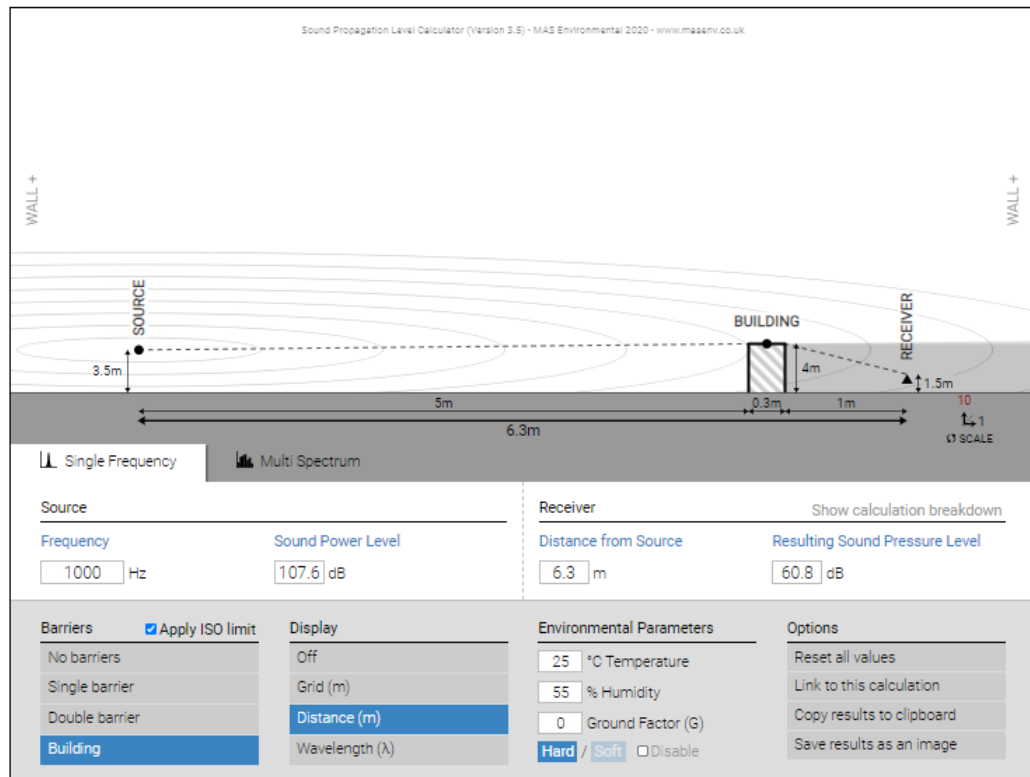 Sound Propagation Level Calculator (Version 3.5) - MAS Environmental 2020 - www.masenv.co.uk
WALL +
WALL +
SOURCE
BUILDING
RECEIVER
3.5m
4m
1.5m
5m
0.3m
1m
10
1
6.3m
SCALE
Single Frequency
Multi Spectrum
Source
Receiver
Show calculation breakdown
Frequency
Sound Power Level
Distance from Source
Resulting Sound Pressure Level
1000 Hz
107.6 dB
6.3 m
60.8 dB
Barriers
Apply ISO limit
Display
Environmental Parameters
Options
No barriers
Off
25 °C Temperature
Reset all values
Single barrier
Grid (m)
55 % Humidity
Link to this calculation
Double barrier
Distance (m)
0 Ground Factor (G)
Copy results to clipboard
Building
Wavelength (λ)
Hard / Soft Disable
Save results as an image